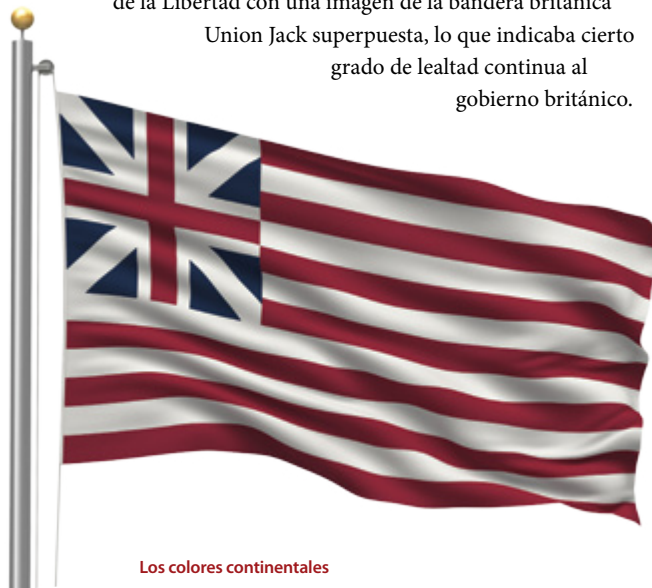 de la Libertad con una imagen de la bandera británica
Union Jack superpuesta, lo que indicaba cierto
grado de lealtad continua al
gobierno británico.
Los colores continentales